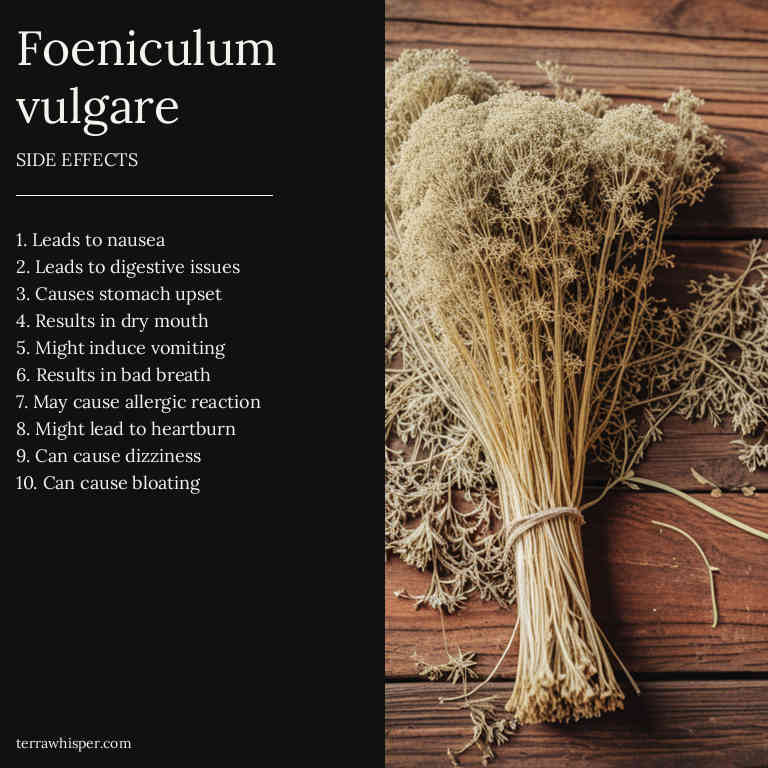 Foeniculum
vulgare
SIDE EFFECTS
1. Leads to nausea
2. Leads to digestive issues
3. Causes stomach upset
4. Results in dry mouth
5. Might induce vomiting
6. Results in bad breath
7. May cause allergic reaction
8. Might lead to heartburn
9. Can cause dizziness
10. Can cause bloating
terrawhisper.com